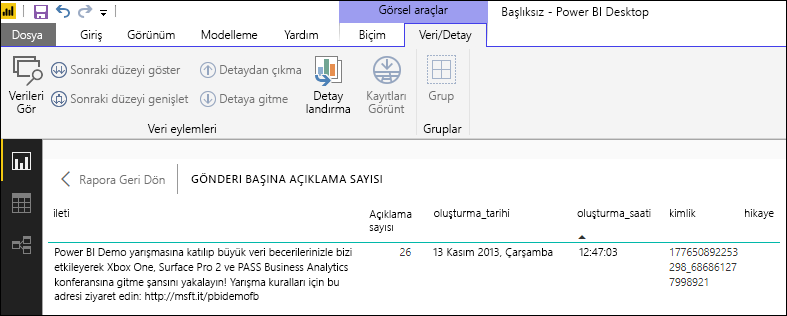 Görsel araçlar
Başlıksız - Power BI Desktop
Dosya Giriş Görünüm Modelleme Yardım Biçim Veri/Detay
Verileri Gör
Sonraki düzeyi göster
Sonraki düzeyi genişlet
Detaydan çıkma
Detaya gitme
Detay landırma
Kayıtları Görünt
Grup
Veri eylemleri
Gruplar
Rapora Geri Dön
GÖNDERİ BAŞINA AÇIKLAMA SAYISI
ileti Açıklama sayısı oluşturma_tarihi oluşturma_saati kimlik hikaye
Power BI Demo yarışmasına katılıp büyük veri becerilerinizle bizi
etkileyerek Xbox One, Surface Pro 2 ve PASS Business Analytics
konferansına gitme şansını yakalayın! Yarışma kuralları için bu
adresi ziyaret edin: http://msft.it/pbidemofb
26
13 Kasım 2013, Çarşamba
12:47:03
177650892253
298_68686127
7998921